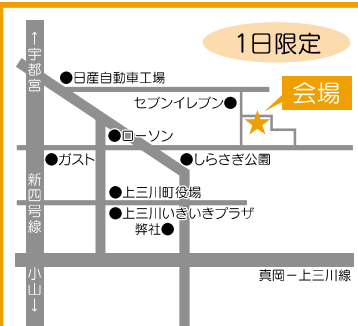 1日限定
↑宇都宮
●日産自動車工場
セブンイレブン●
会場
●ローソン
●ガスト
●しらさぎ公園
新四号線
●上三川町役場
●上三川いきいきプラザ
弊社●
真岡－上三川線
小山↓